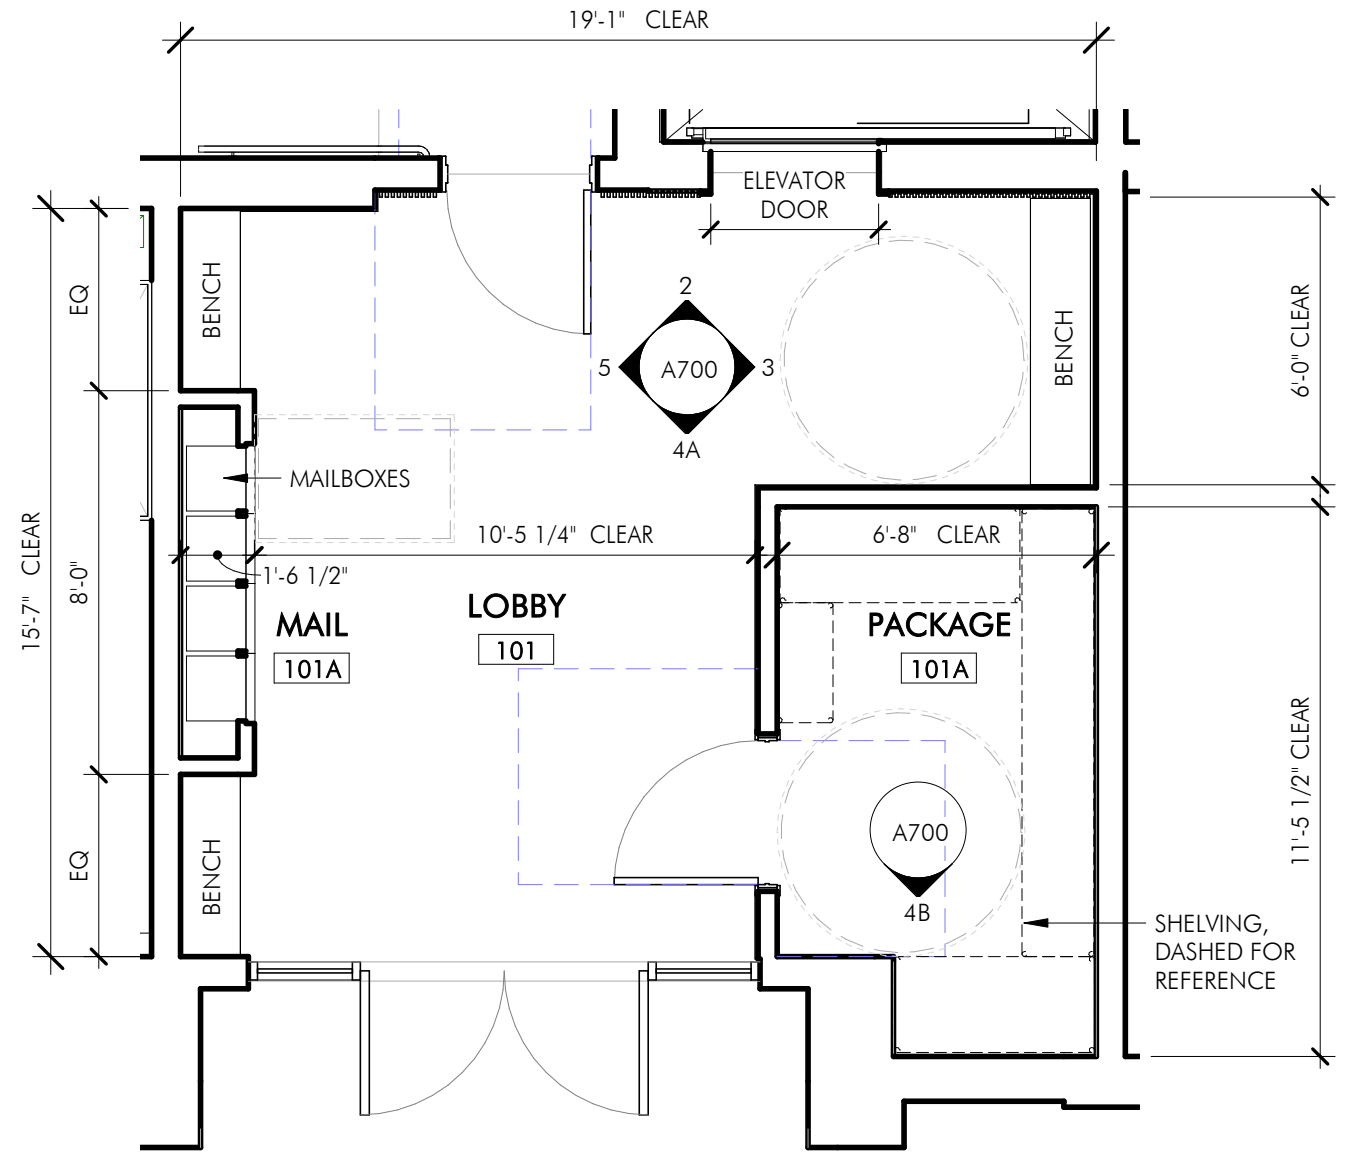 19'-1" CLEAR
ELEVATOR
DOOR
EQ
BENCH
2
5
A700
3
4A
BENCH
6'-0" CLEAR
MAILBOXES
15'-7" CLEAR
8'-0"
10'-5 1/4" CLEAR
6'-8" CLEAR
1'-6 1/2"
MAIL
101A
LOBBY
101
PACKAGE
101A
11'-5 1/2" CLEAR
EQ
BENCH
A700
4B
SHELVING,
DASHED FOR
REFERENCE